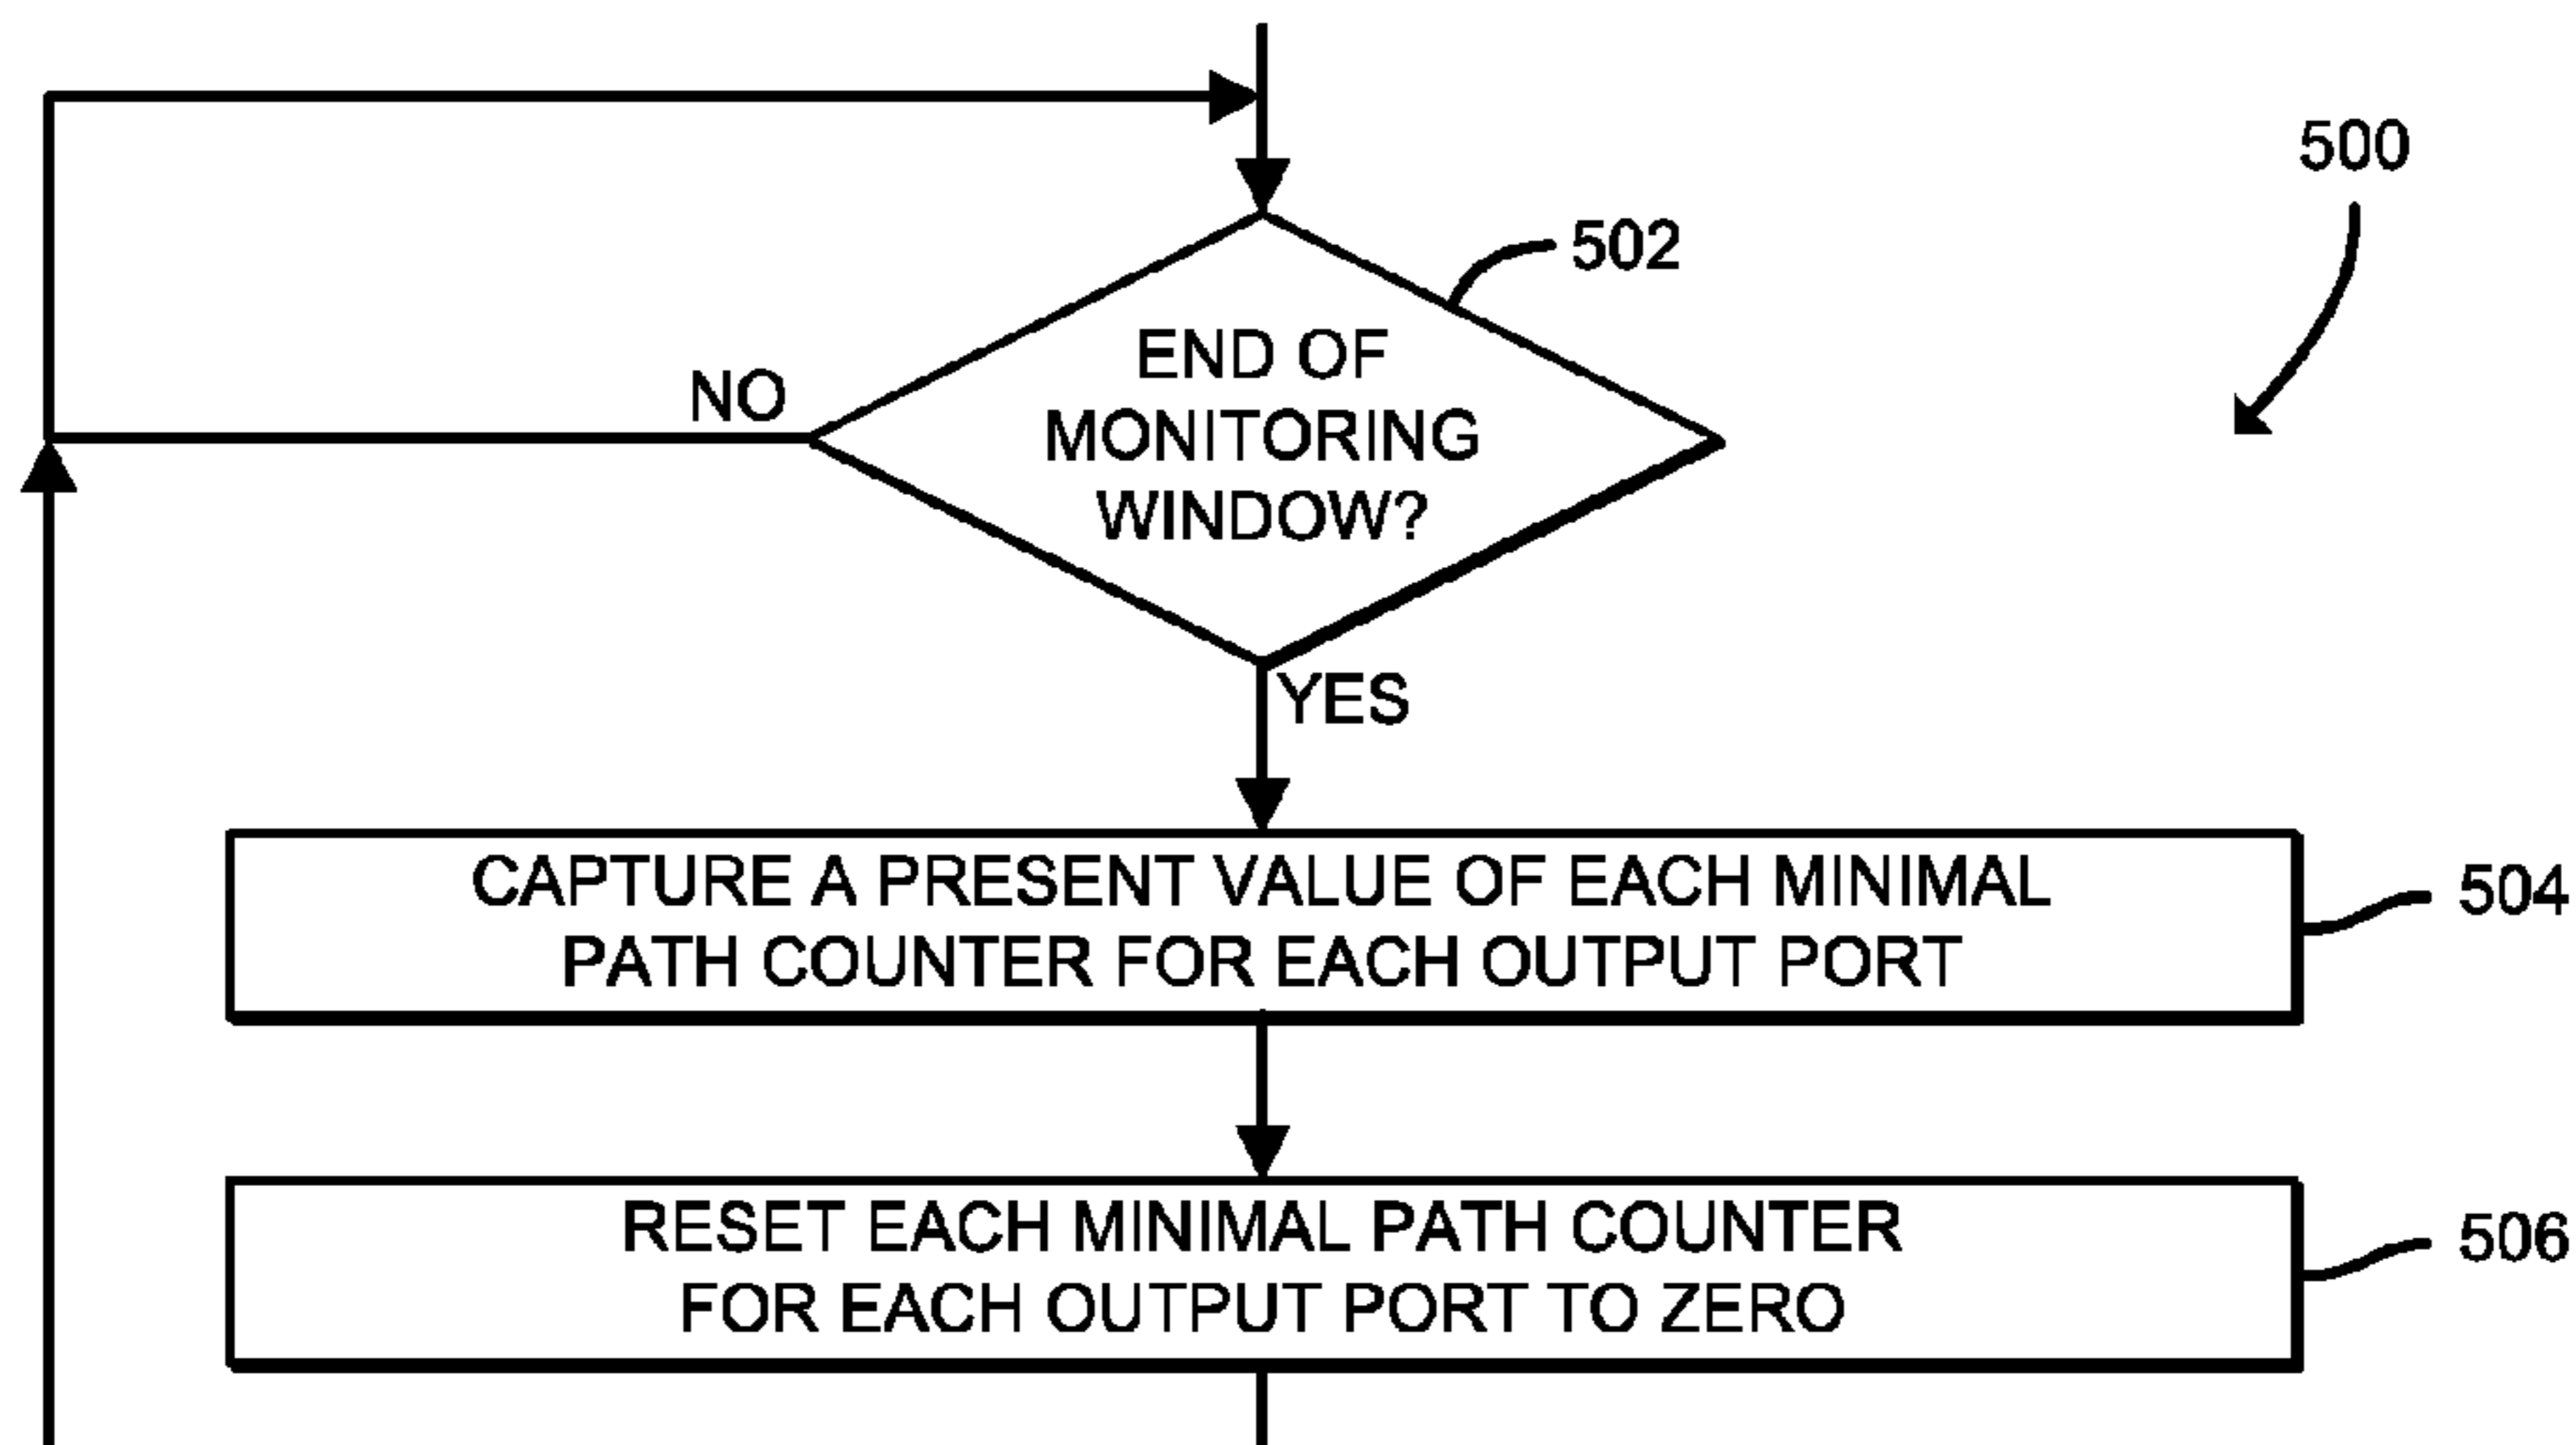 500
502
END OF
MONITORING
WINDOW?
NO
YES
CAPTURE A PRESENT VALUE OF EACH MINIMAL
PATH COUNTER FOR EACH OUTPUT PORT
504
RESET EACH MINIMAL PATH COUNTER
FOR EACH OUTPUT PORT TO ZERO
506